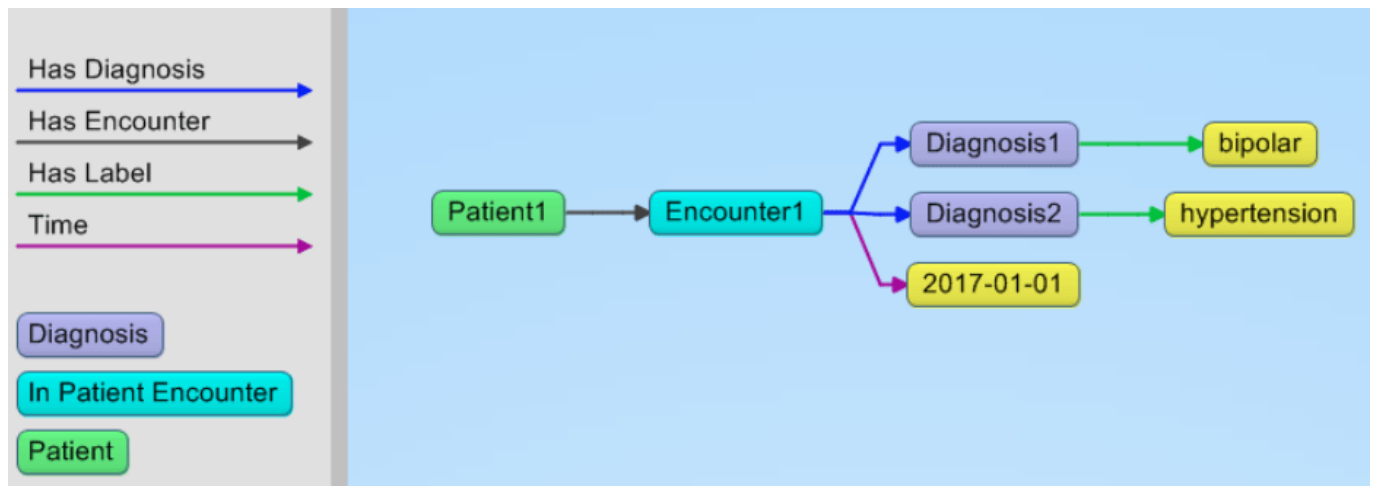 Has Diagnosis
Has Encounter
Has Label
Time
Diagnosis
In Patient Encounter
Patient
Patient1
Encounter1
Diagnosis1
bipolar
Diagnosis2
hypertension
2017-01-01